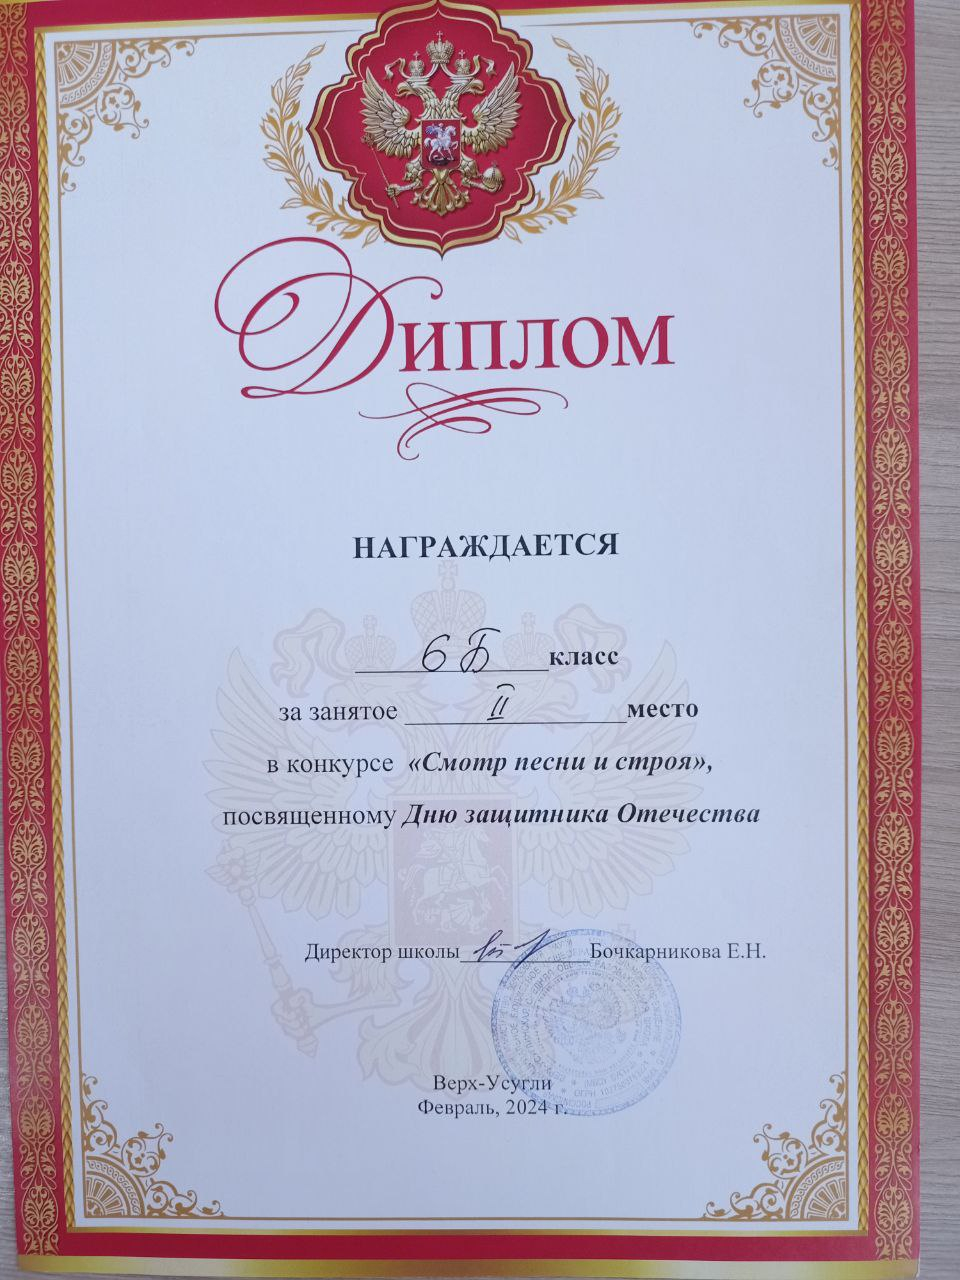 Диплом
НАГРАЖДАЕТСЯ
6 Б класс
за занятое II место
в конкурсе «Смотр песни и строя»,
посвященному Дню защитника Отечества
Директор школы Бочкарникова Е.Н.
Верх-Усугли
Февраль, 2024 г.